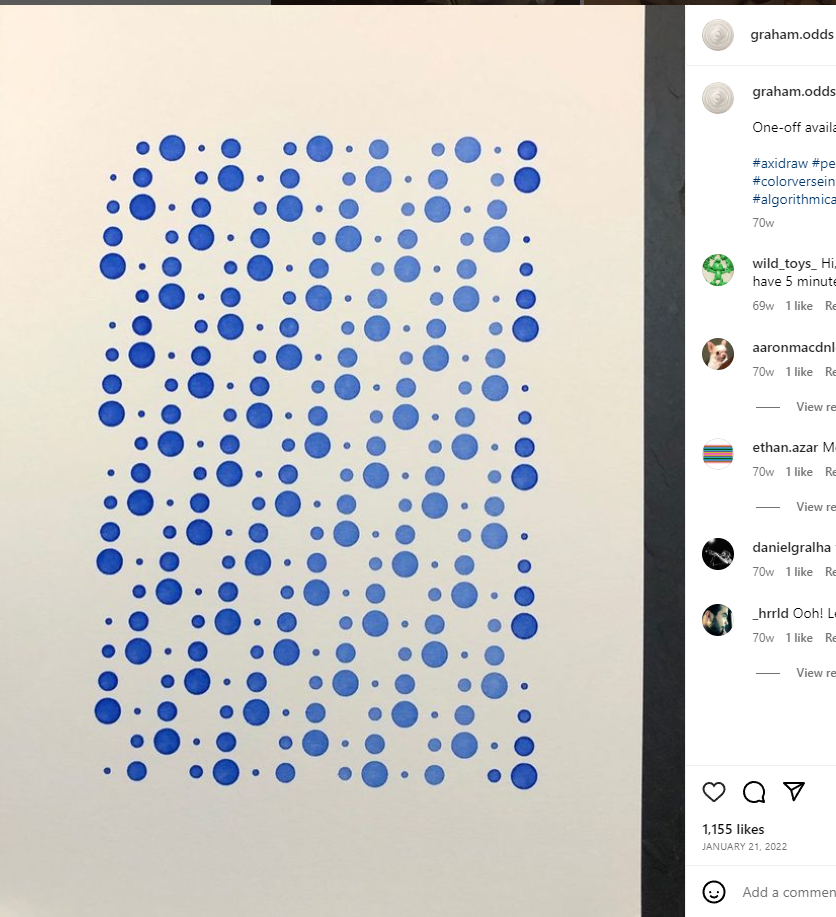 graham.odds
graham.odds
One-off availa
#axidraw #pe
#colorversein
#algorithmica
70w
wild_toys_ Hi,
have 5 minute
69w 1 like Re
aaronmacdnl
70w 1 like Re
View re
ethan.azar Mo
70w 1 like Re
View re
danielgralha
70w 1 like Re
_hrrld Ooh! Le
70w 1 like Re
View re
1,155 likes
JANUARY 21, 2022
Add a commen